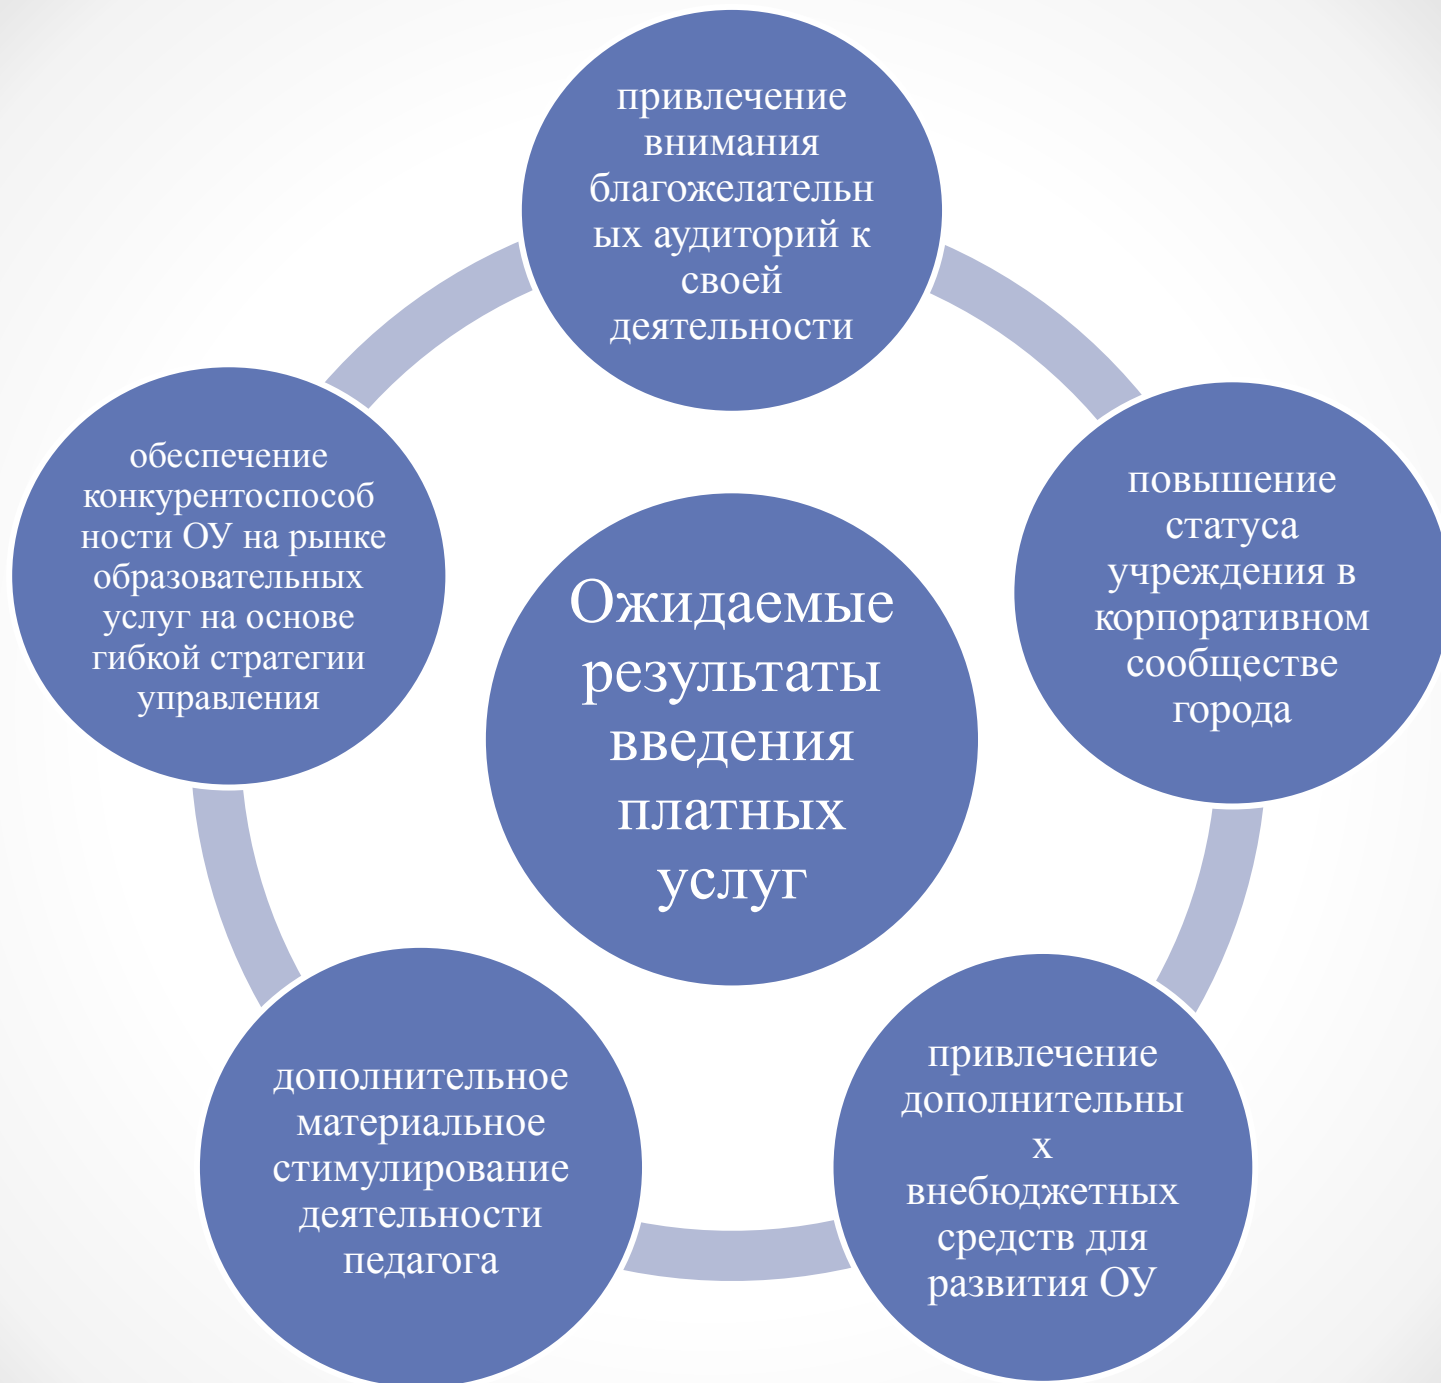 привлечение
внимания
благожелательн
ых аудиторий к
своей
деятельности
повышение
статуса
учреждения в
корпоративном
сообществе
города
привлечение
дополнительны
х
внебюджетных
средств для
развития ОУ
дополнительное
материальное
стимулирование
деятельности
педагога
обеспечение
конкурентоспособ
ности ОУ на рынке
образовательных
услуг на основе
гибкой стратегии
управления
Ожидаемые
результаты
введения
платных
услуг